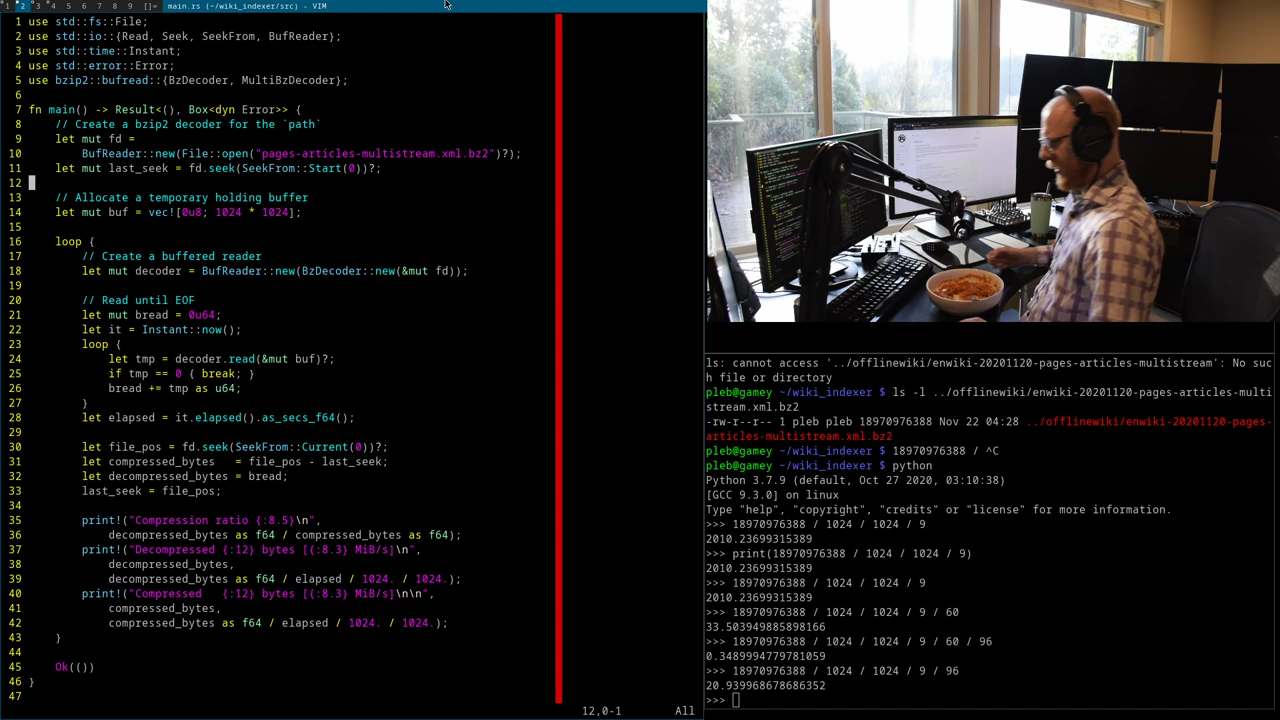 1 2 3 4 5 6 7 8 9 []= main.rs (~/wiki_indexer/src) - VIM
1 use std::fs::File;
2 use std::io::{Read, Seek, SeekFrom, BufReader};
3 use std::time::Instant;
4 use std::error::Error;
5 use bzip2::bufread::{BzDecoder, MultiBzDecoder};
6
7 fn main() -> Result<(), Box<dyn Error>> {
8     // Create a bzip2 decoder for the `path`
9     let mut fd =
10         BufReader::new(File::open("pages-articles-multistream.xml.bz2")?);
11     let mut last_seek = fd.seek(SeekFrom::Start(0))?;
12
13     // Allocate a temporary holding buffer
14     let mut buf = vec![0u8; 1024 * 1024];
15
16     loop {
17         // Create a buffered reader
18         let mut decoder = BufReader::new(BzDecoder::new(&mut fd));
19
20         // Read until EOF
21         let mut bread = 0u64;
22         let it = Instant::now();
23         loop {
24             let tmp = decoder.read(&mut buf)?;
25             if tmp == 0 { break; }
26             bread += tmp as u64;
27         }
28         let elapsed = it.elapsed().as_secs_f64();
29
30         let file_pos = fd.seek(SeekFrom::Current(0))?;
31         let compressed_bytes   = file_pos - last_seek;
32         let decompressed_bytes = bread;
33         last_seek = file_pos;
34
35         print!("Compression ratio {:8.5}\n",
36             decompressed_bytes as f64 / compressed_bytes as f64);
37         print!("Decompressed {:12} bytes [{:8.3} MiB/s]\n",
38             decompressed_bytes,
39             decompressed_bytes as f64 / elapsed / 1024. / 1024.);
40         print!("Compressed   {:12} bytes [{:8.3} MiB/s]\n\n",
41             compressed_bytes,
42             compressed_bytes as f64 / elapsed / 1024. / 1024.);
43     }
44
45     Ok(())
46 }
47
12,0-1 All
ls: cannot access '../offlinewiki/enwiki-20201120-pages-articles-multistream': No suc
h file or directory
pleb@gamey ~/wiki_indexer $ ls -l ../offlinewiki/enwiki-20201120-pages-articles-multi
stream.xml.bz2
-rw-r--r-- 1 pleb pleb 18970976388 Nov 22 04:28 ../offlinewiki/enwiki-20201120-pages-
articles-multistream.xml.bz2
pleb@gamey ~/wiki_indexer $ 18970976388 / ^C
pleb@gamey ~/wiki_indexer $ python
Python 3.7.9 (default, Oct 27 2020, 03:10:38)
[GCC 9.3.0] on linux
Type "help", "copyright", "credits" or "license" for more information.
>>> 18970976388 / 1024 / 1024 / 9
2010.23699315389
>>> print(18970976388 / 1024 / 1024 / 9)
2010.23699315389
>>> 18970976388 / 1024 / 1024 / 9
2010.23699315389
>>> 18970976388 / 1024 / 1024 / 9 / 60
33.503949885898166
>>> 18970976388 / 1024 / 1024 / 9 / 60 / 96
0.3489994779781059
>>> 18970976388 / 1024 / 1024 / 9 / 96
20.939968678686352
>>>